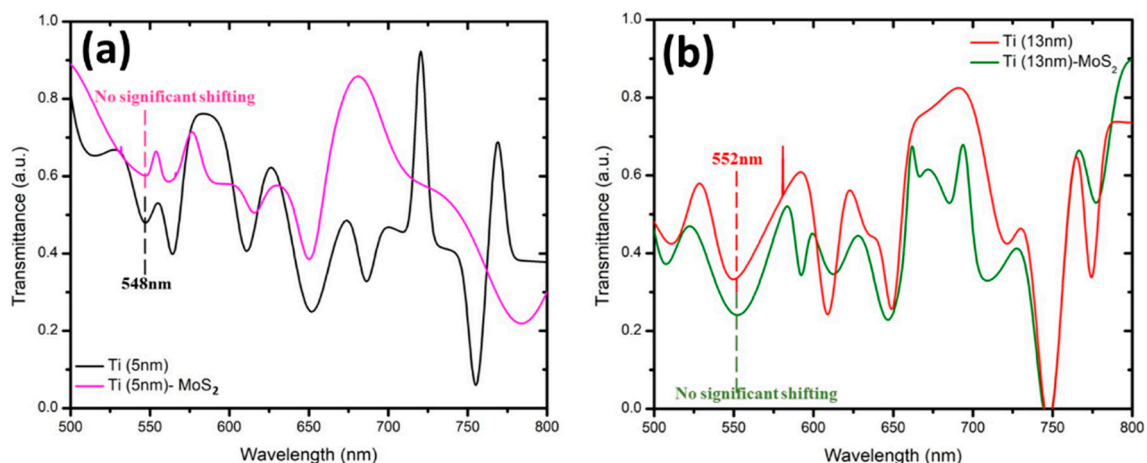 (a)
No significant shifting
548nm
Ti (5nm)
Ti (5nm)- MoS2
Transmittance (a.u.)
1.0
0.8
0.6
0.4
0.2
0.0
500 550 600 650 700 750 800
Wavelength (nm)
(b)
Ti (13nm)
Ti (13nm)-MoS2
552nm
No significant shifting
Transmittance (a.u.)
1.0
0.8
0.6
0.4
0.2
0.0
500 550 600 650 700 750 800
Wavelength (nm)